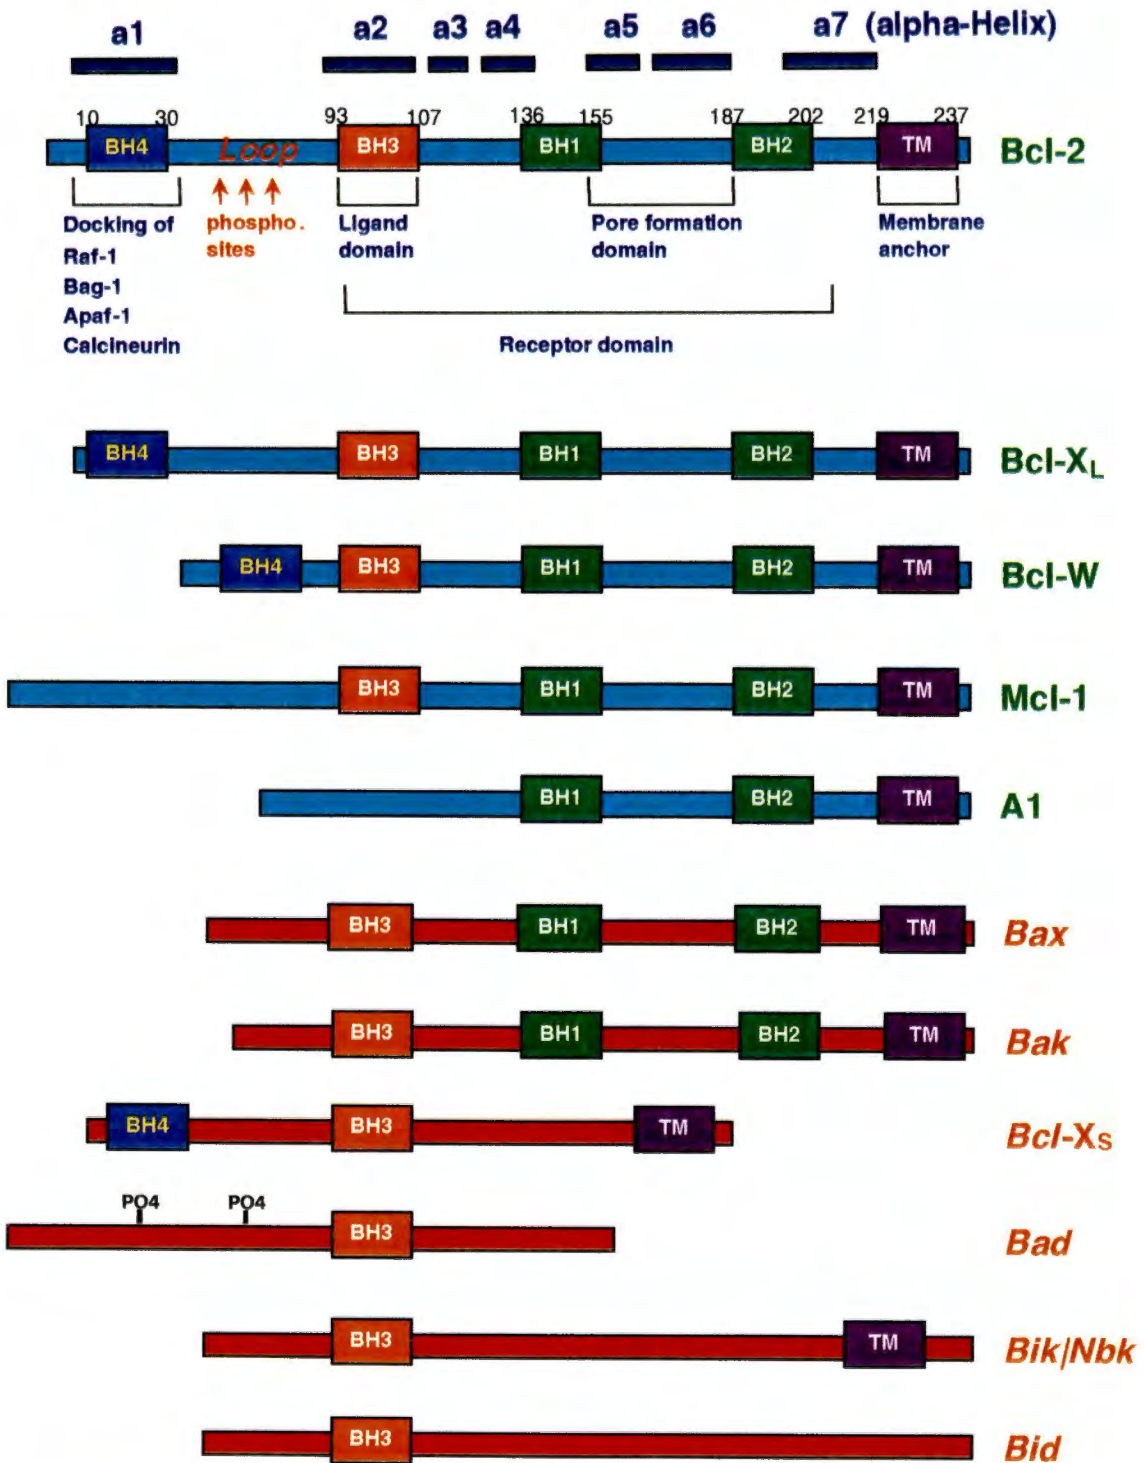 a1 a2 a3 a4 a5 a6 a7 (alpha-Helix)
10 30 93 107 136 155 187 202 219 237
BH4 Loop BH3 BH1 BH2 TM Bcl-2
Docking of
Raf-1
Bag-1
Apaf-1
Calcineurin
phospho.
sites
Ligand
domain
Pore formation
domain
Membrane
anchor
Receptor domain
BH4 BH3 BH1 BH2 TM Bcl-XL
BH4 BH3 BH1 BH2 TM Bcl-W
BH3 BH1 BH2 TM Mcl-1
BH1 BH2 TM A1
BH3 BH1 BH2 TM Bax
BH3 BH1 BH2 TM Bak
BH4 BH3 TM Bcl-XS
PO4 PO4
BH3 Bad
BH3 TM Bik/Nbk
BH3 Bid